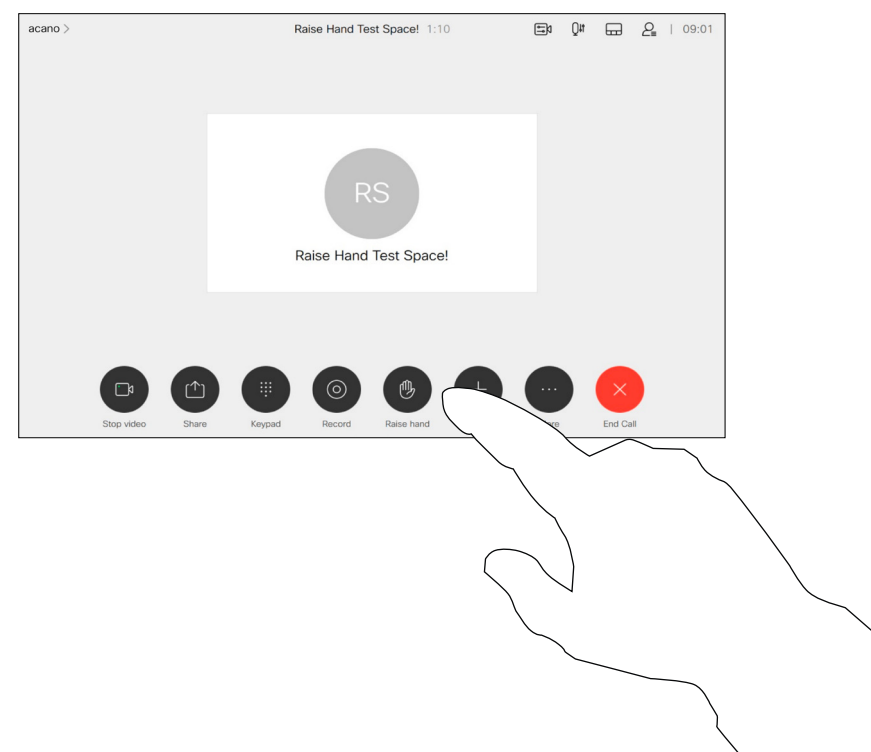 acano >
Raise Hand Test Space! 1:10
| 09:01
RS
Raise Hand Test Space!
Stop video
Share
Keypad
Record
Raise hand
End Call